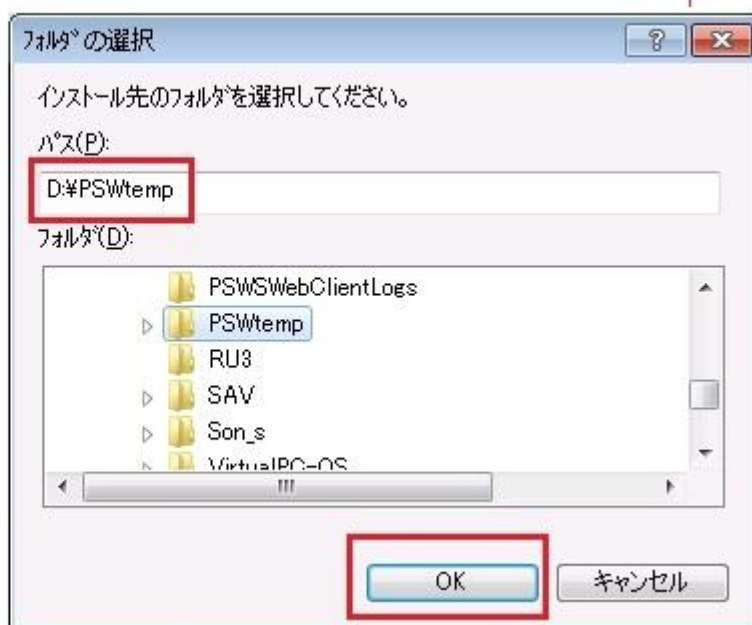 フォルダの選択
インストール先のフォルダを選択してください。
パス(P):
D:¥PSWtemp
フォルダ(D):
PSWSWebClientLogs
PSWtemp
RU3
SAV
Son_s
VirtualPC-OS
OK
キャンセル